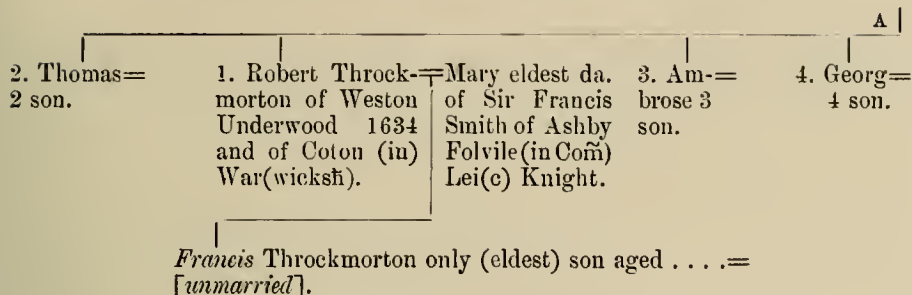 A
2. Thomas=
2 son.
1. Robert Throck-=
morton of Weston
Underwood 1634
and of Coton (in)
War(wicksh̃).
Mary eldest da.
of Sir Francis
Smith of Ashby
Folvile (in Com̃)
Lei(c) Knight.
3. Am-=
brose 3
son.
4. Georg=
4 son.
Francis Throckmorton only (eldest) son aged . . . .=
[unmarried].